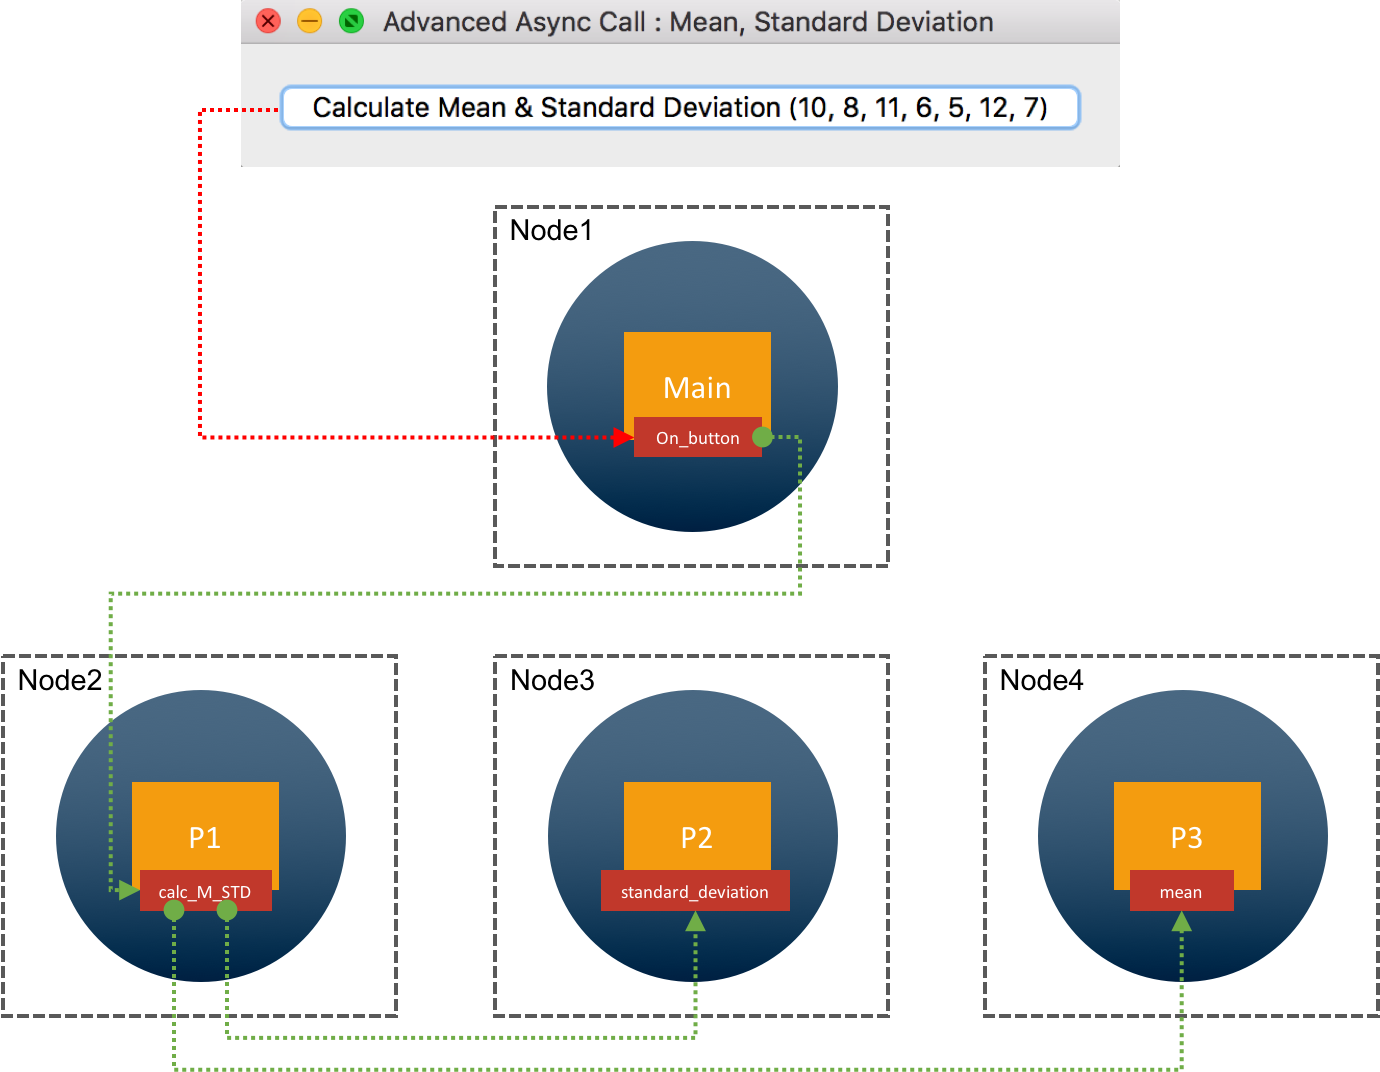 Advanced Async Call : Mean, Standard Deviation
Calculate Mean & Standard Deviation (10, 8, 11, 6, 5, 12, 7)
Node1
Main
On_button
Node2
P1
calc_M_STD
Node3
P2
standard_deviation
Node4
P3
mean